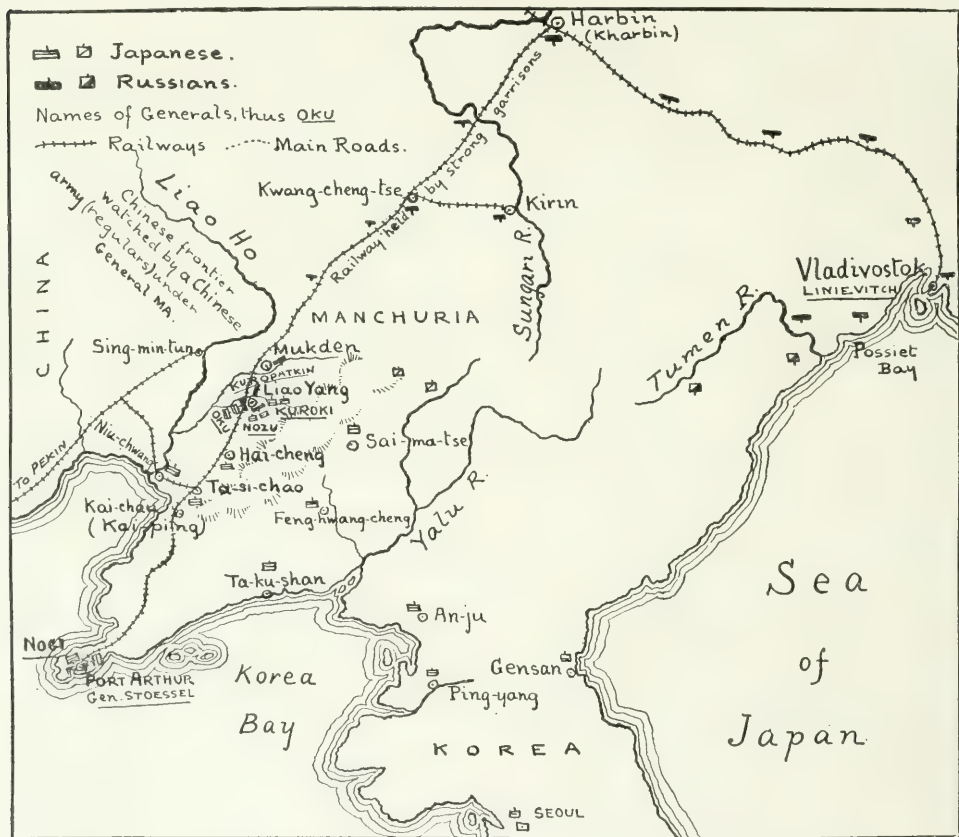 Harbin
(Kharbin)
Japanese.
Russians.
Names of Generals, thus OKU
Railways Main Roads.
Liao Ho
Chinese frontier
watched by a Chinese
army (regulars) under
General MA.
CHINA
Kwang-cheng-tse
Railway held by strong garrisons
Kirin
Sungari R.
MANCHURIA
Vladivostok
LINIEVITCH
Possiet
Bay
Tumen R.
Sing-min-tun
Mukden
KUROPATKIN
Liao Yang
OKU
KUROKI
NOZU
TO PEKIN
Niu-chwang
Hai-cheng
Sai-ma-tse
Ta-si-chao
Kai-chau
(Kai-ping)
Feng-hwang-cheng
Yalu R.
Ta-ku-shan
An-ju
Sea
of
Japan
PORT ARTHUR
Gen. STOESSEL
Korea
Bay
Gensan
Ping-yang
KOREA
SEOUL